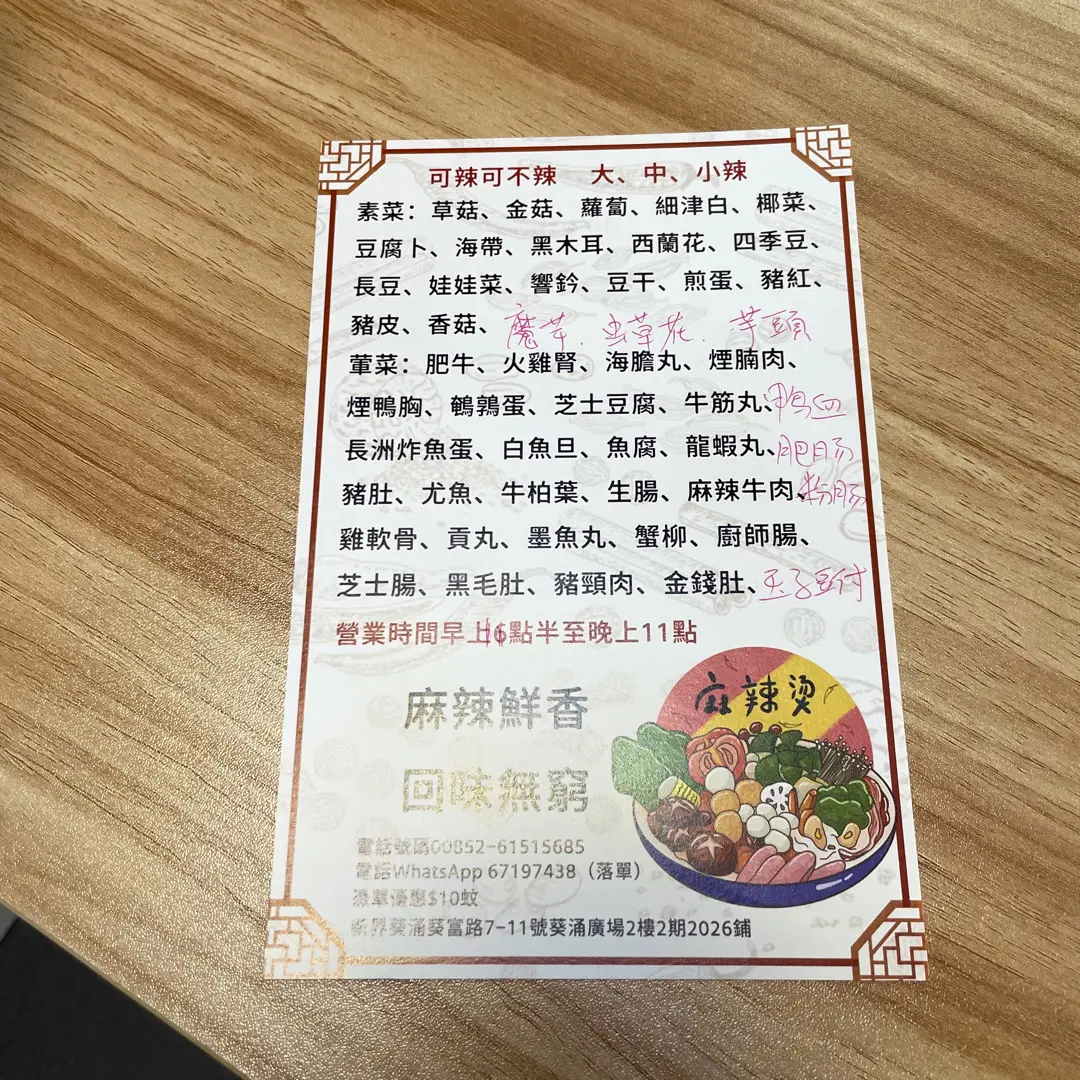 可辣可不辣 大、中、小辣
素菜：草菇、金菇、蘿蔔、細津白、椰菜、
豆腐卜、海帶、黑木耳、西蘭花、四季豆、
長豆、娃娃菜、響鈴、豆干、煎蛋、豬紅、
豬皮、香菇、魔芋．虫草花．芋頭
葷菜：肥牛、火雞腎、海膽丸、煙腩肉、
煙鴨胸、鵪鶉蛋、芝士豆腐、牛筋丸、鴨血
長洲炸魚蛋、白魚旦、魚腐、龍蝦丸、肥肠
豬肚、尤魚、牛柏葉、生腸、麻辣牛肉、粉肠
雞軟骨、貢丸、墨魚丸、蟹柳、廚師腸、
芝士腸、黑毛肚、豬頸肉、金錢肚、玉子豆付
營業時間早上點半至晚上11點
麻辣鮮香
回味無窮
麻辣烫
電話號碼00852-61515685
電話WhatsApp 67197438（落單）
憑單優惠$10蚊
新界葵涌葵富路7-11號葵涌廣場2樓2期2026鋪